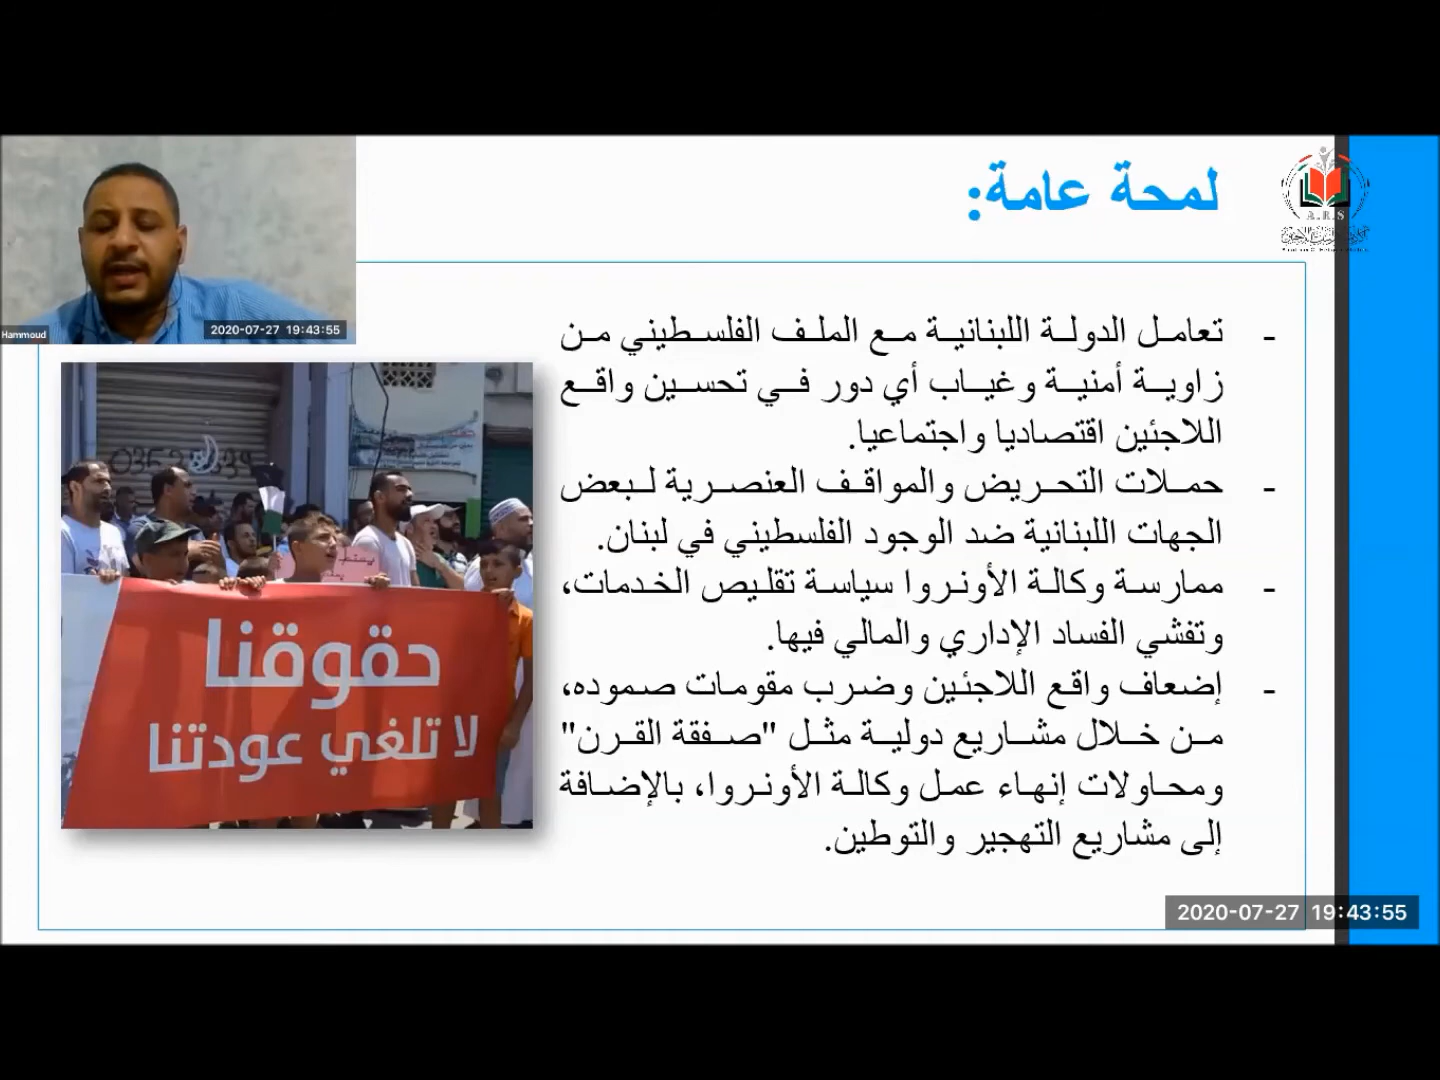 لمحة عامة:
A.R.S
Hammoud
2020-07-27 19:43:55
- تعامل الدولة اللبنانية مع الملف الفلسطيني من
زاوية أمنية وغياب أي دور في تحسين واقع
اللاجئين اقتصاديا واجتماعيا.
- حملات التحريض والمواقف العنصرية لبعض
الجهات اللبنانية ضد الوجود الفلسطيني في لبنان.
- ممارسة وكالة الأونروا سياسة تقليص الخدمات،
وتفشي الفساد الإداري والمالي فيها.
- إضعاف واقع اللاجئين وضرب مقومات صموده،
من خلال مشاريع دولية مثل "صفقة القرن"
ومحاولات إنهاء عمل وكالة الأونروا، بالإضافة
إلى مشاريع التهجير والتوطين.
حقوقنا
لا تلغي عودتنا
2020-07-27 19:43:55